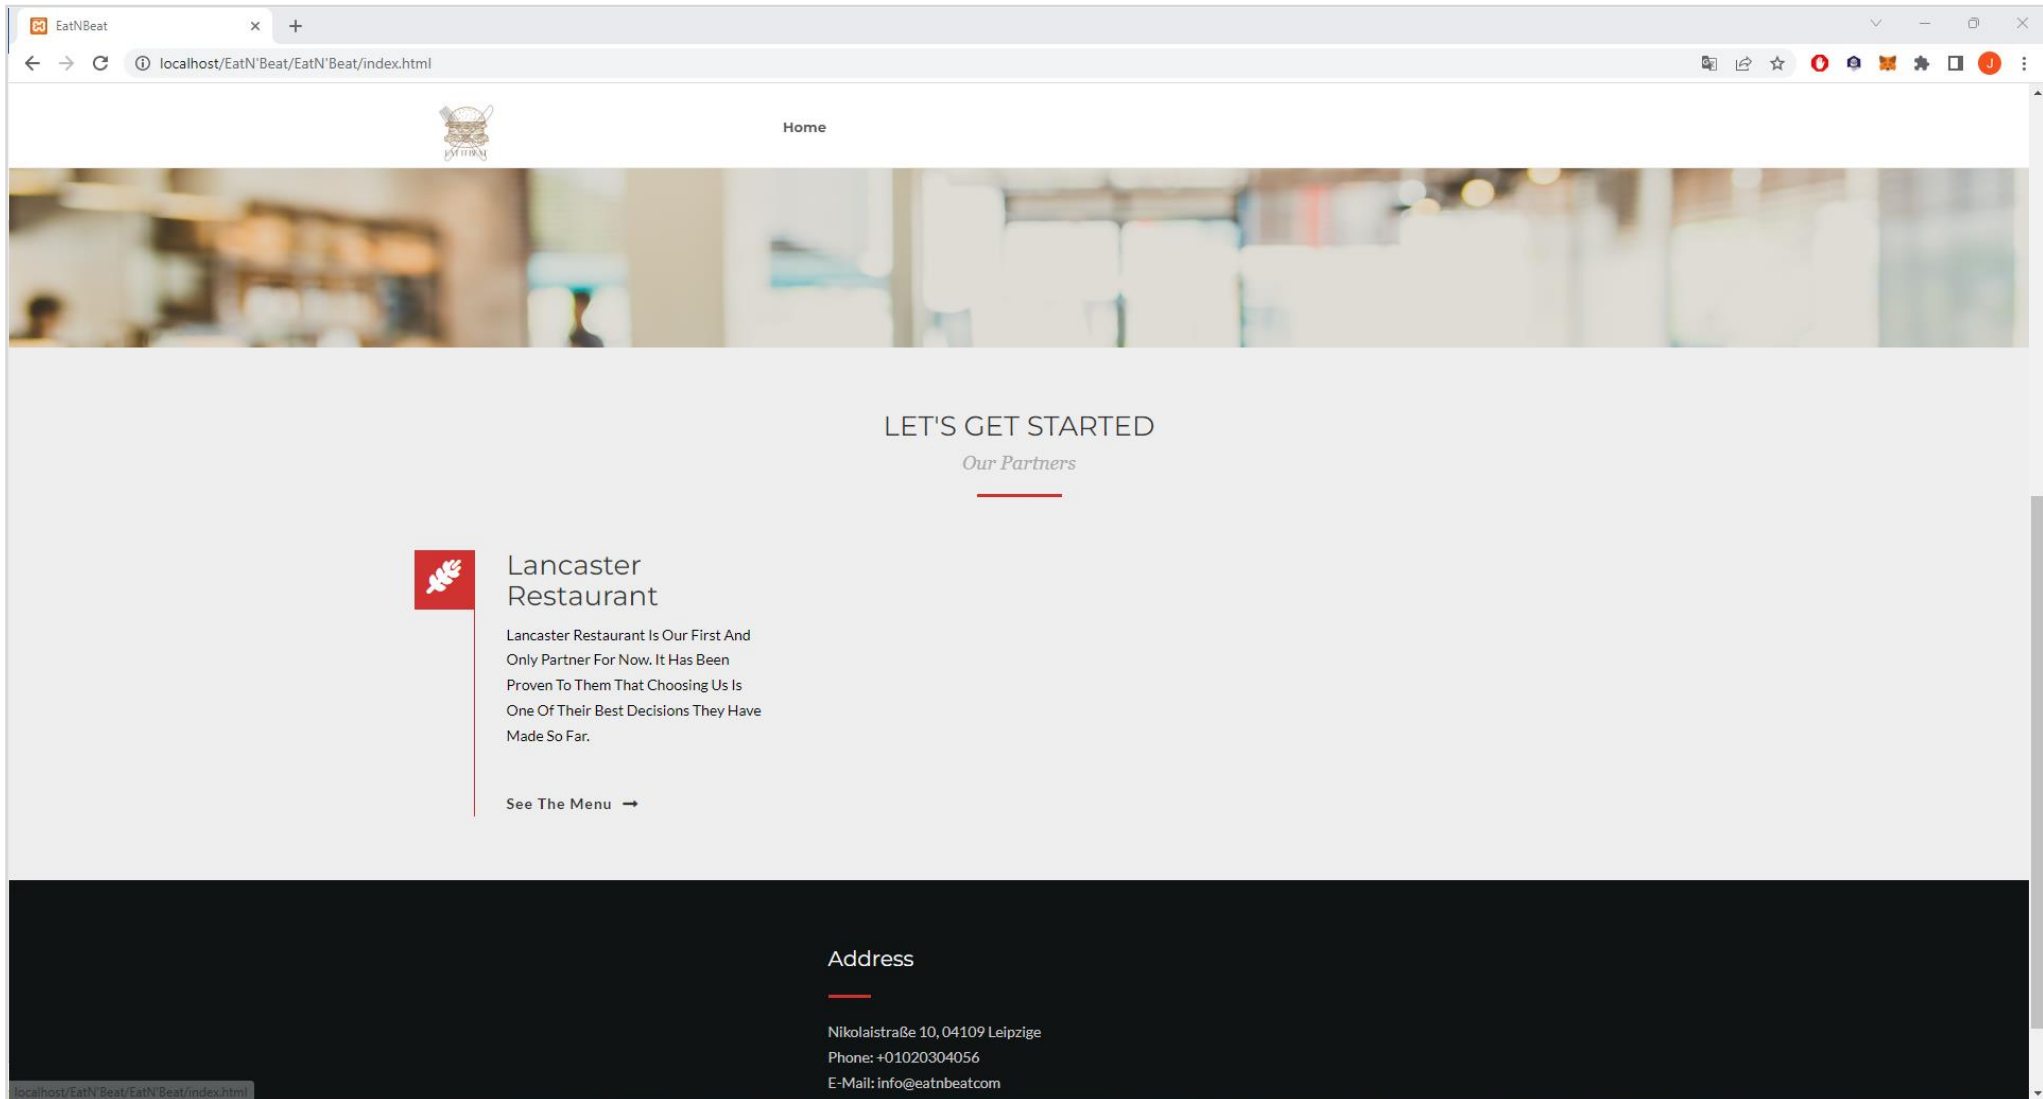 EatNBeat
localhost/EatN'Beat/EatN'Beat/index.html
J
EAT N BEAT
Home
LET'S GET STARTED
Our Partners
Lancaster
Restaurant
Lancaster Restaurant Is Our First And
Only Partner For Now. It Has Been
Proven To Them That Choosing Us Is
One Of Their Best Decisions They Have
Made So Far.
See The Menu
Address
Nikolaistraße 10, 04109 Leipzige
Phone: +01020304056
E-Mail: info@eatnbeatcom
localhost/EatN'Beat/EatN'Beat/index.html